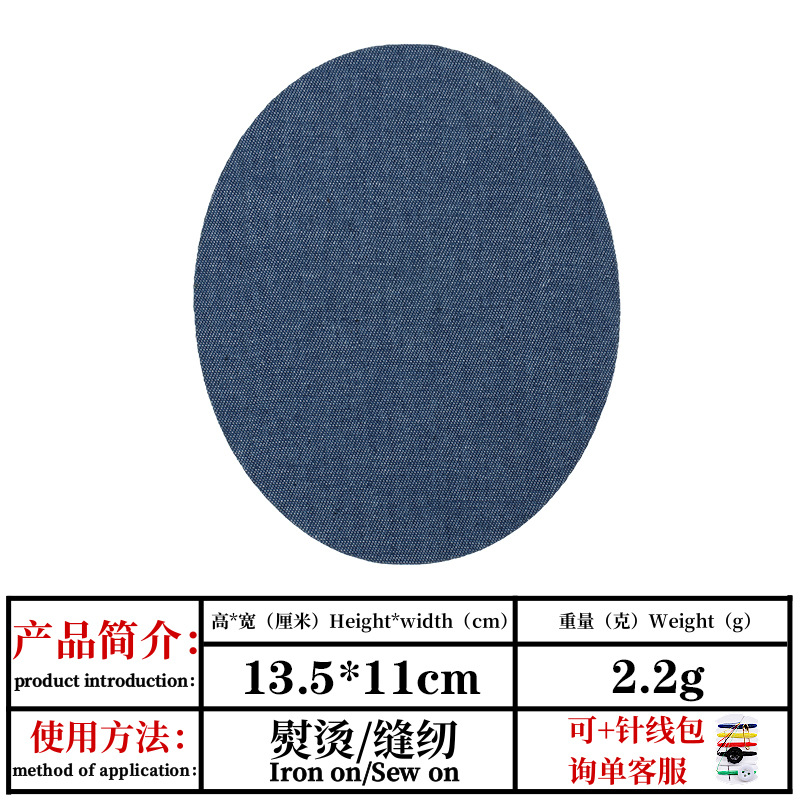 产品简介：
product introduction：
高*宽（厘米）Height*width（cm）
重量（克）Weight（g）
13.5*11cm
2.2g
使用方法：
method of application：
熨烫/缝纫
Iron on/Sew on
可+针线包
询单客服